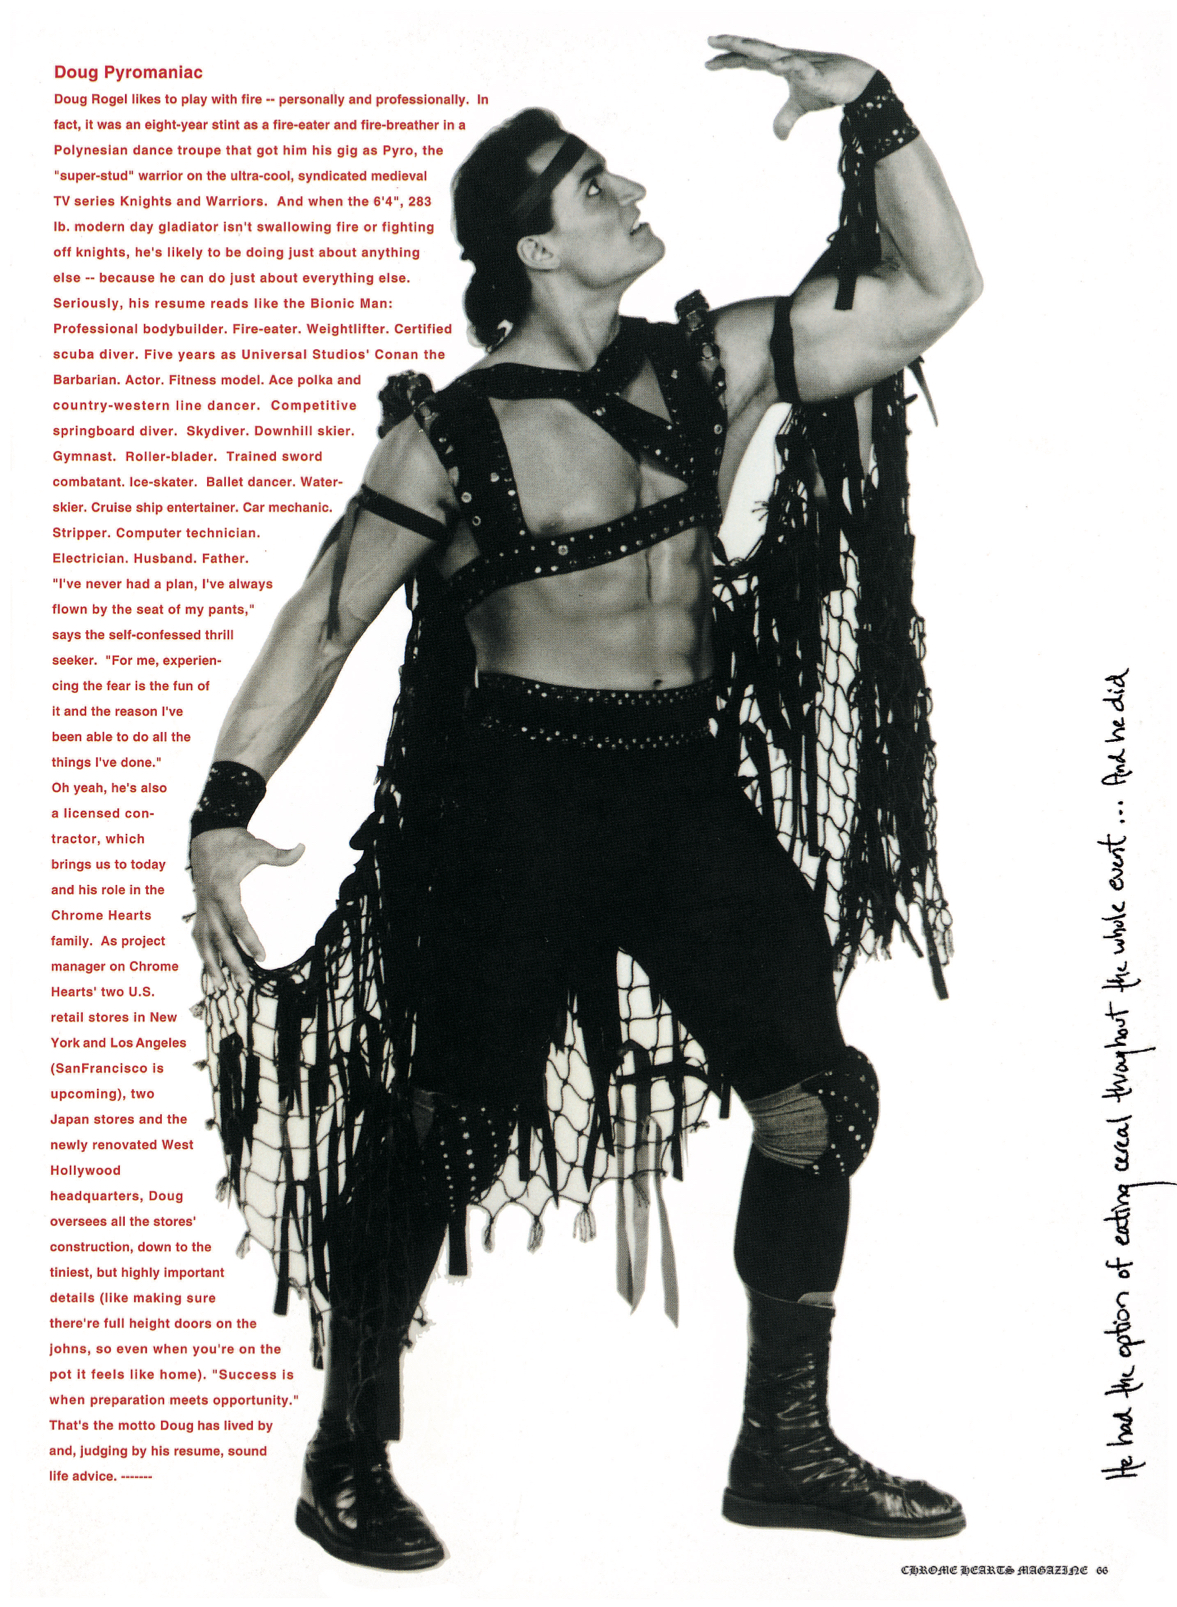 Doug Pyromaniac
Doug Rogel likes to play with fire -- personally and professionally.  In
fact, it was an eight-year stint as a fire-eater and fire-breather in a
Polynesian dance troupe that got him his gig as Pyro, the
"super-stud" warrior on the ultra-cool, syndicated medieval
TV series Knights and Warriors.  And when the 6'4", 283
lb. modern day gladiator isn't swallowing fire or fighting
off knights, he's likely to be doing just about anything
else -- because he can do just about everything else.
Seriously, his resume reads like the Bionic Man:
Professional bodybuilder. Fire-eater. Weightlifter. Certified
scuba diver. Five years as Universal Studios' Conan the
Barbarian. Actor. Fitness model. Ace polka and
country-western line dancer.  Competitive
springboard diver.  Skydiver. Downhill skier.
Gymnast.  Roller-blader.  Trained sword
combatant. Ice-skater.  Ballet dancer. Water-
skier. Cruise ship entertainer. Car mechanic.
Stripper. Computer technician.
Electrician. Husband. Father.
"I've never had a plan, I've always
flown by the seat of my pants,"
says the self-confessed thrill
seeker.  "For me, experien-
cing the fear is the fun of
it and the reason I've
been able to do all the
things I've done."
Oh yeah, he's also
a licensed con-
tractor, which
brings us to today
and his role in the
Chrome Hearts
family.  As project
manager on Chrome
Hearts' two U.S.
retail stores in New
York and Los Angeles
(SanFrancisco is
upcoming), two
Japan stores and the
newly renovated West
Hollywood
headquarters, Doug
oversees all the stores'
construction, down to the
tiniest, but highly important
details (like making sure
there're full height doors on the
johns, so even when you're on the
pot it feels like home). "Success is
when preparation meets opportunity."
That's the motto Doug has lived by
and, judging by his resume, sound
life advice. -------
He had the option of eating cereal throughout the whole event... And he did
CHROME HEARTS MAGAZINE 66